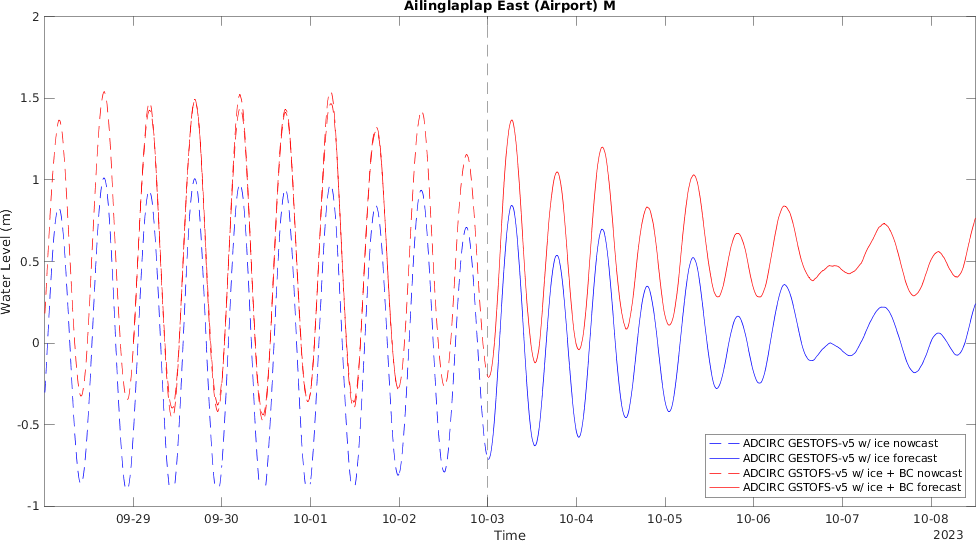 Ailinglaplap East (Airport) M
2
1.5
1
0.5
0
-0.5
-1
Water Level (m)
09-29 09-30 10-01 10-02 10-03 10-04 10-05 10-06 10-07 10-08
Time
2023
ADCIRC GESTOFS-v5 w/ ice nowcast
ADCIRC GESTOFS-v5 w/ ice forecast
ADCIRC GSTOFS-v5 w/ ice + BC nowcast
ADCIRC GSTOFS-v5 w/ ice + BC forecast